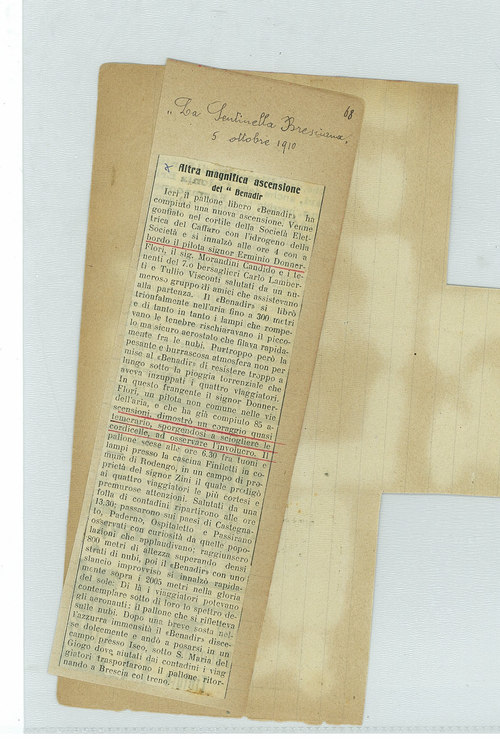 68
"La Sentinella Bresciana,
5 ottobre 1910
x Altra magnifica ascensione
del " Benadir
Ieri il pallone libero «Benadir» ha
compiuto una nuova ascensione. Venne
gonfiato nel cortile della Società Elet-
trica del Caffaro con l'idrogeno della
Società e si innalzò alle ore 4 con a
bordo il pilota signor Erminio Donner-
Flori, il sig. Morandini Candido e i te-
nenti del 7.o bersaglieri Carlo Lamber-
ti e Tullio Visconti salutati da un nu-
meroso gruppo di amici che assistevano
alla partenza. Il «Benadir» si librò
trionfalmente nell'aria fino a 300 metri
e di tanto in tanto i lampi che rompe-
vano le tenebre rischiaravano il picco-
lo ma sicuro aerostato che filava rapida-
mente fra le nubi. Purtroppo però la
pesante e burrascosa atmosfera non per
mise al «Benadir» di resistere troppo a
lungo sotto la pioggia torrenziale che
aveva inzuppati i quattro viaggiatori.
In questo frangente il signor Donner-
Flori, un pilota non comune nelle vie
dell'aria, e che ha già compiuto 85 a-
scensioni, dimostrò un coraggio quasi
temerario, sporgendosi a sciogliere le
cordicelle, ad osservare l'involucro. Il
pallone scese alle ore 6.30 fra tuoni e
lampi presso la cascina Finiletti in co-
mune di Rodengo, in un campo di pro-
prietà del signor Zini il quale prodigò
ai quattro viaggiatori le più cortesi e
premurose attenzioni. Salutati da una
folla di contadini ripartirono alle ore
13,30, passarono sui paesi di Castegna-
to, Paderno, Ospitaletto e Passirano
osservati con curiosità da quelle popo-
lazioni che applaudivano; raggiunsero
800 metri di altezza superando densi
strati di nubi, poi il «Benadir» con uno
slancio improvviso si innalzò rapida-
mente sopra i 2005 metri nella gloria
del sole. Di là i viaggiatori potevano
contemplare sotto di loro lo spettro de-
gli aeronauti: il pallone che si rifletteva
sulle nubi. Dopo una breve sosta nel-
l'azzurra immensità il «Benadir» disce-
se dolcemente e andò a posarsi in un
campo presso Iseo, sotto S. Maria del
Giogo dove aiutati dai contadini i viag
giatori trasportarono il pallone ritor-
nando a Brescia col treno.